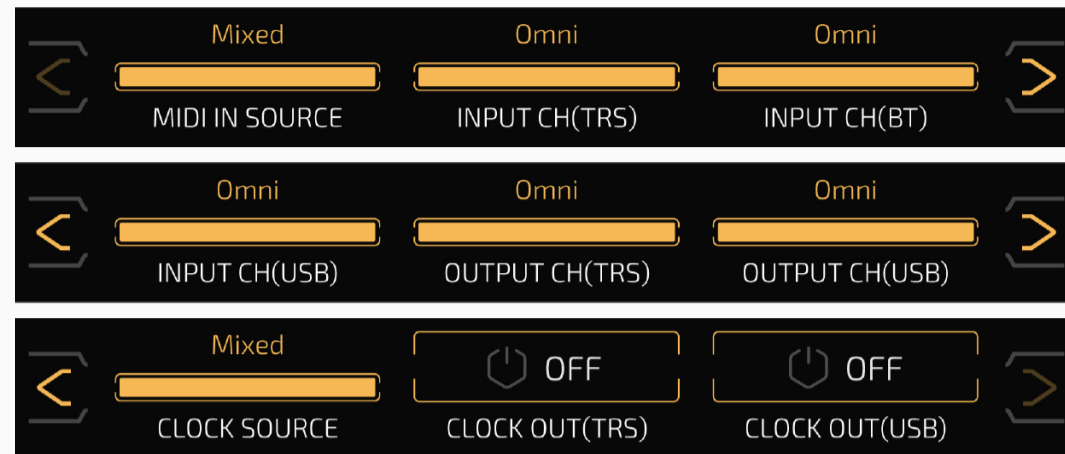 Mixed Omni Omni
MIDI IN SOURCE INPUT CH(TRS) INPUT CH(BT)
Omni Omni Omni
INPUT CH(USB) OUTPUT CH(TRS) OUTPUT CH(USB)
Mixed OFF OFF
CLOCK SOURCE CLOCK OUT(TRS) CLOCK OUT(USB)